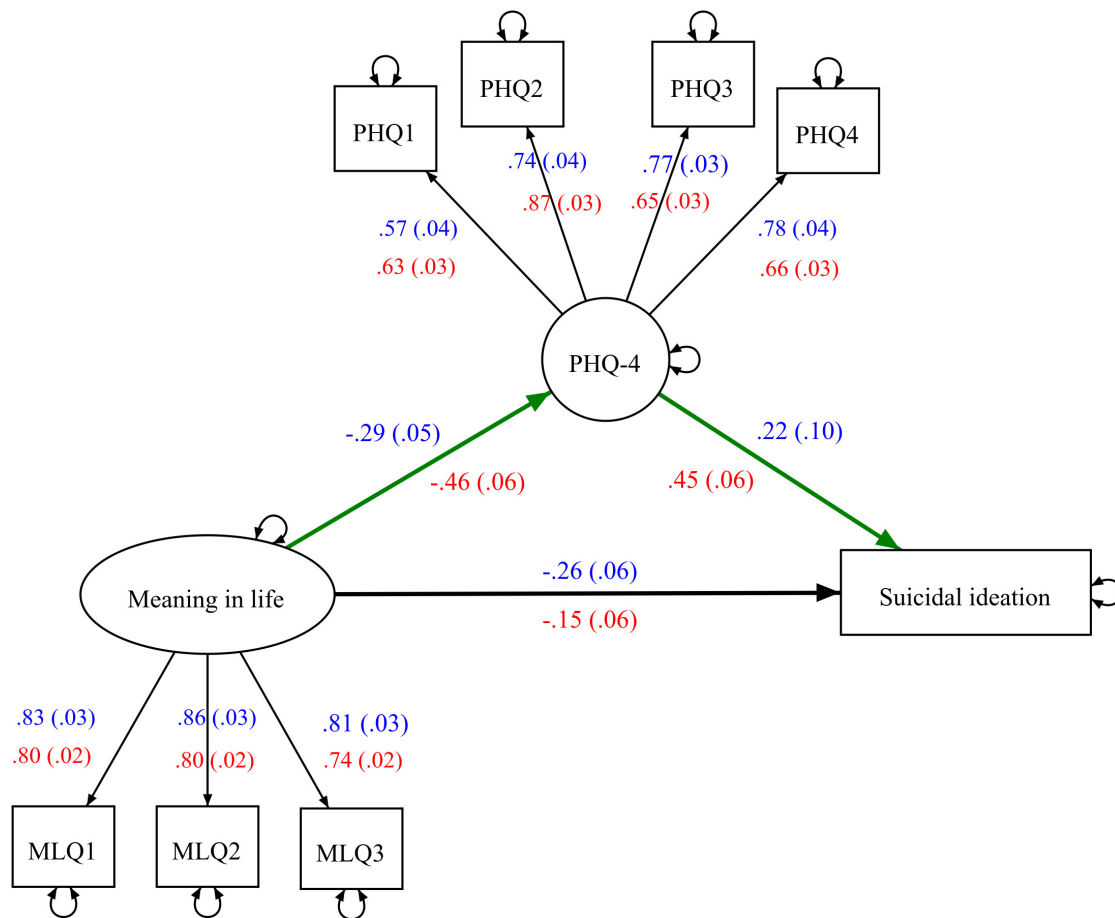 PHQ2
PHQ3
PHQ1
PHQ4
.74 (.04)
.77 (.03)
.87 (.03)
.65 (.03)
.57 (.04)
.78 (.04)
.63 (.03)
.66 (.03)
PHQ-4
-.29 (.05)
.22 (.10)
-.46 (.06)
.45 (.06)
-.26 (.06)
Meaning in life
Suicidal ideation
-.15 (.06)
.83 (.03)
.86 (.03)
.81 (.03)
.80 (.02)
.80 (.02)
.74 (.02)
MLQ1
MLQ2
MLQ3